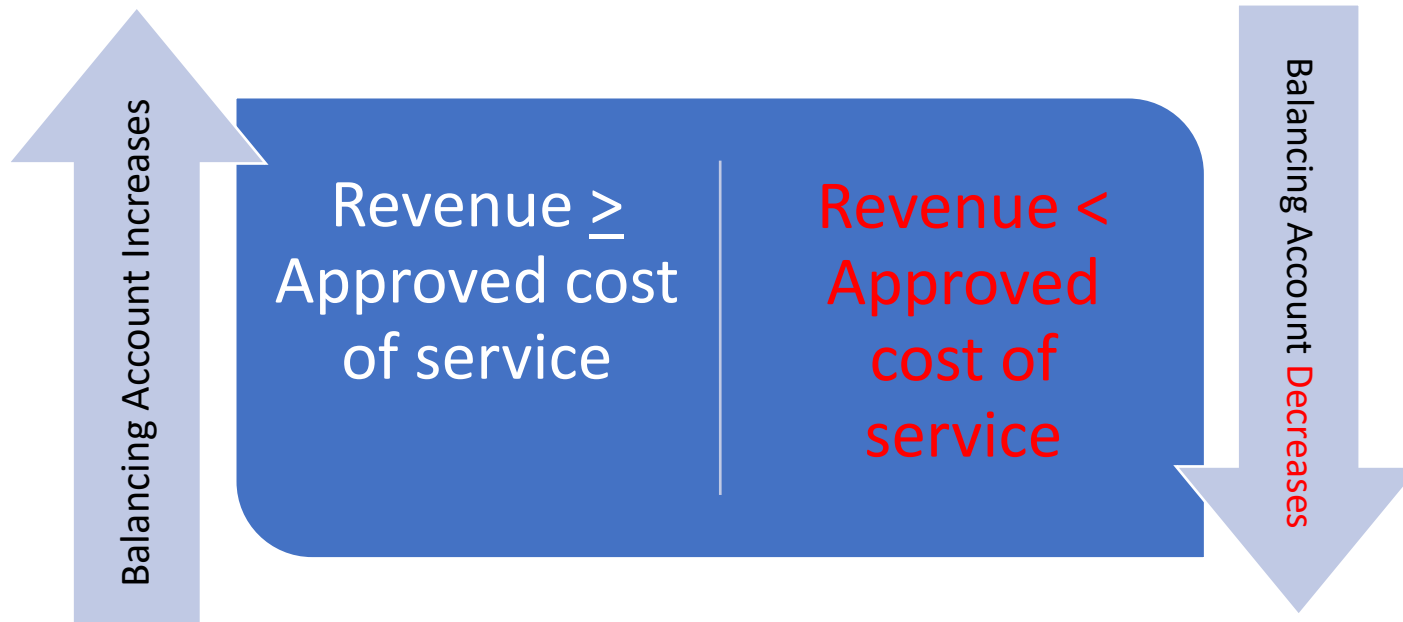 Balancing Account Increases
Revenue ≥
Approved cost
of service
Revenue <
Approved
cost of
service
Balancing Account Decreases